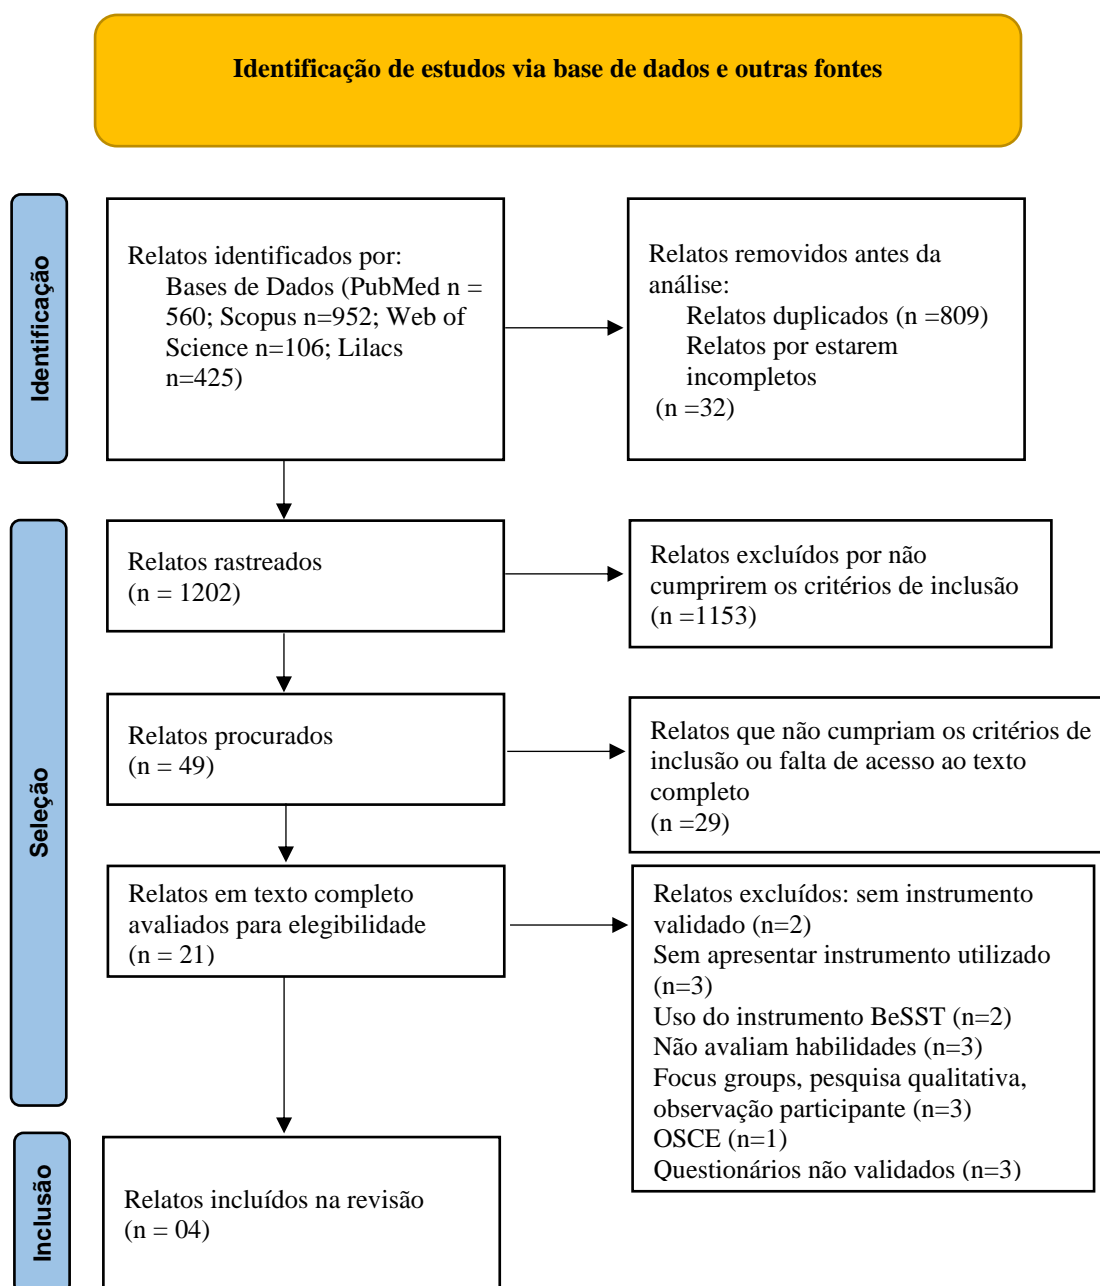 Identificação de estudos via base de dados e outras fontes
Identificação
Relatos identificados por:
Bases de Dados (PubMed n =
560; Scopus n=952; Web of
Science n=106; Lilacs
n=425)
Relatos removidos antes da
análise:
Relatos duplicados (n =809)
Relatos por estarem
incompletos
(n =32)
Seleção
Relatos rastreados
(n = 1202)
Relatos excluídos por não
cumprirem os critérios de inclusão
(n =1153)
Relatos procurados
(n = 49)
Relatos que não cumpriam os critérios de
inclusão ou falta de acesso ao texto
completo
(n =29)
Relatos em texto completo
avaliados para elegibilidade
(n = 21)
Relatos excluídos: sem instrumento
validado (n=2)
Sem apresentar instrumento utilizado
(n=3)
Uso do instrumento BeSST (n=2)
Não avaliam habilidades (n=3)
Focus groups, pesquisa qualitativa,
observação participante (n=3)
OSCE (n=1)
Questionários não validados (n=3)
Inclusão
Relatos incluídos na revisão
(n = 04)